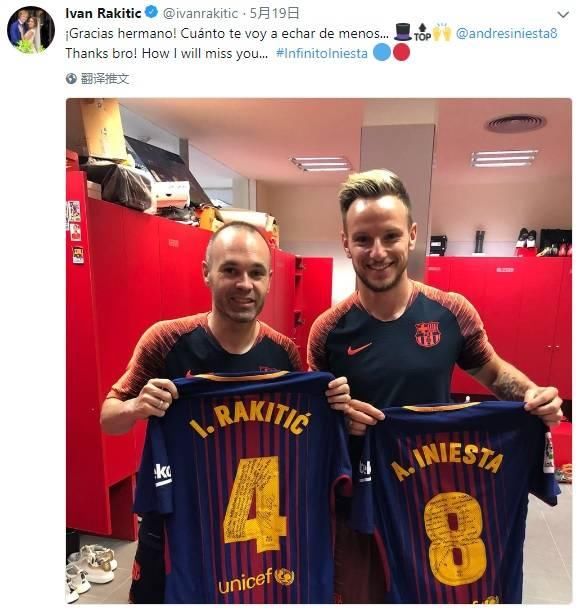 Ivan Rakitic @ivanrakitic · 5月19日
¡Gracias hermano! Cuánto te voy a echar de menos... 🎩🔝🙌 @andresiniesta8
Thanks bro! How I will miss you... #InfinitoIniesta 🔵🔴
翻译推文
I. RAKITIĆ
A. INIESTA
4
8
eko
unicef